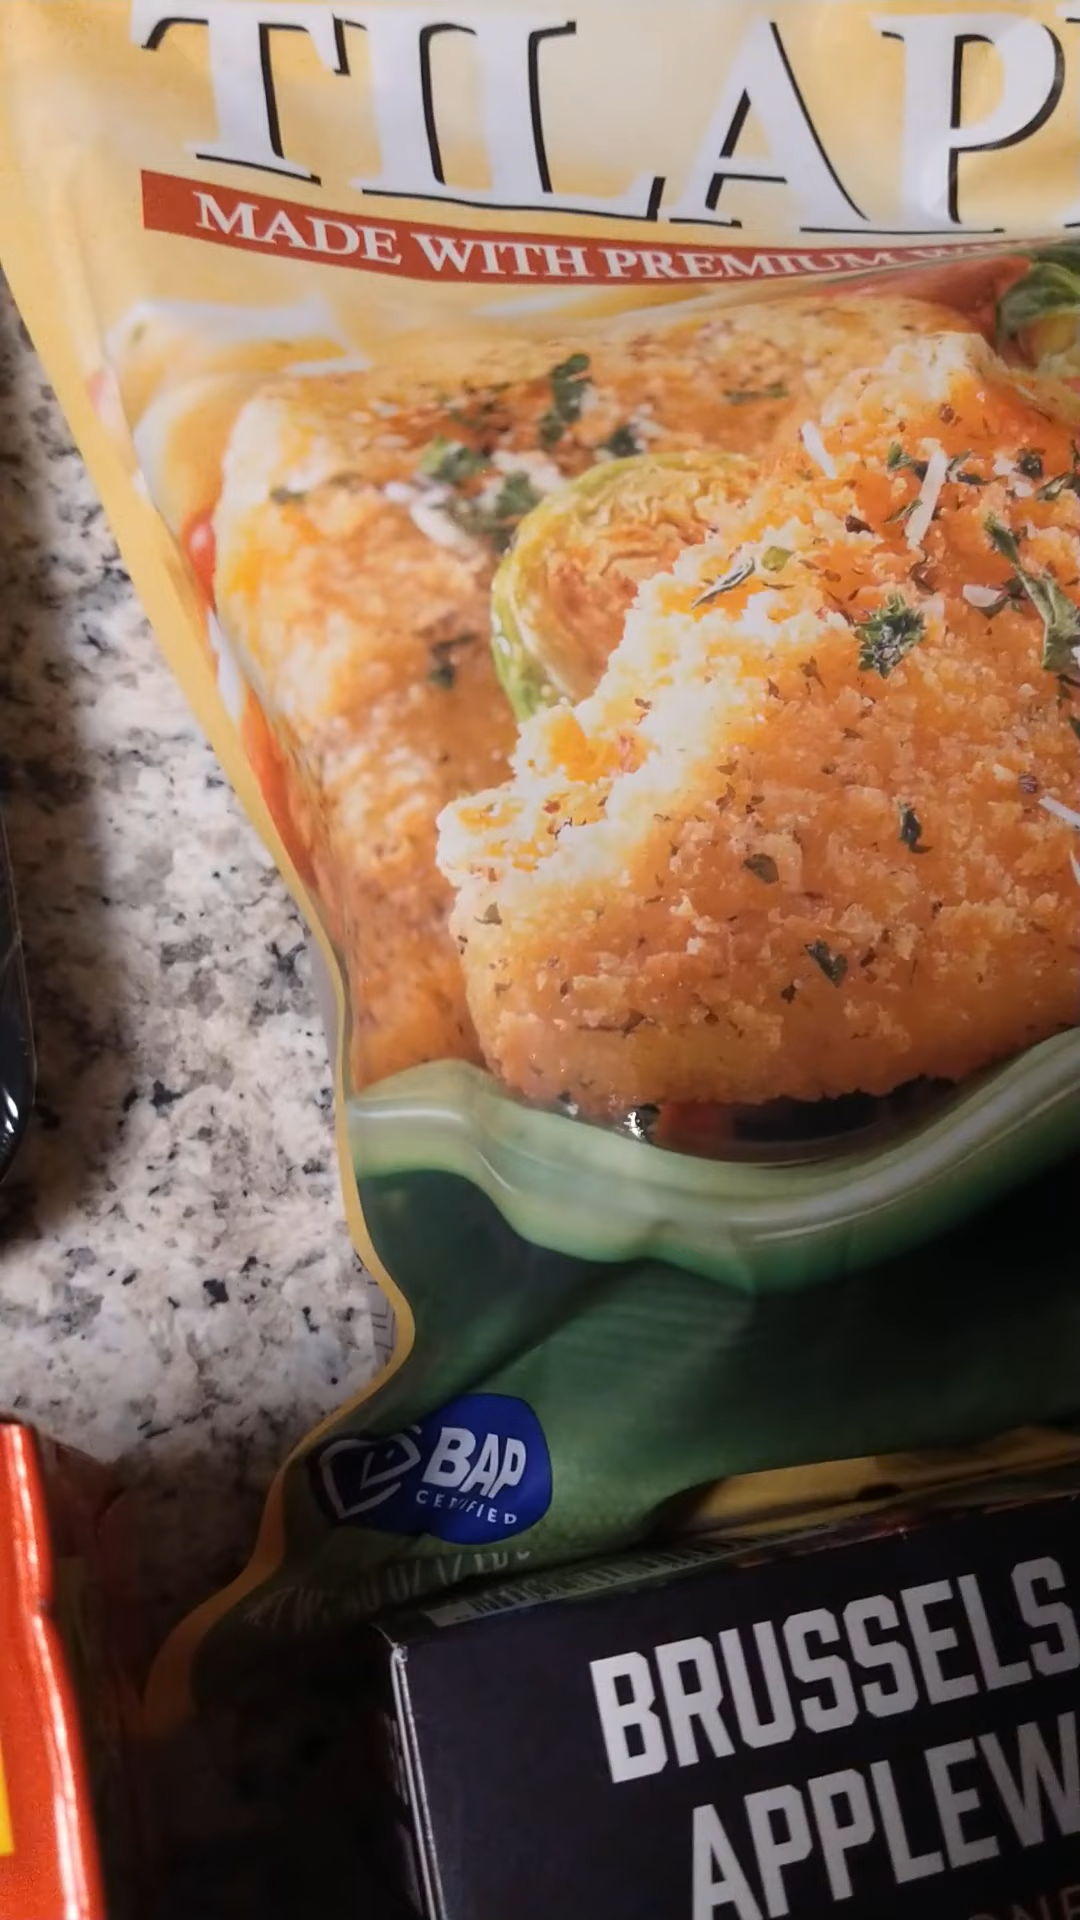 TILAP
MADE WITH PREMIUM
BAP
CERTIFIED
BRUSSELS
APPLEW